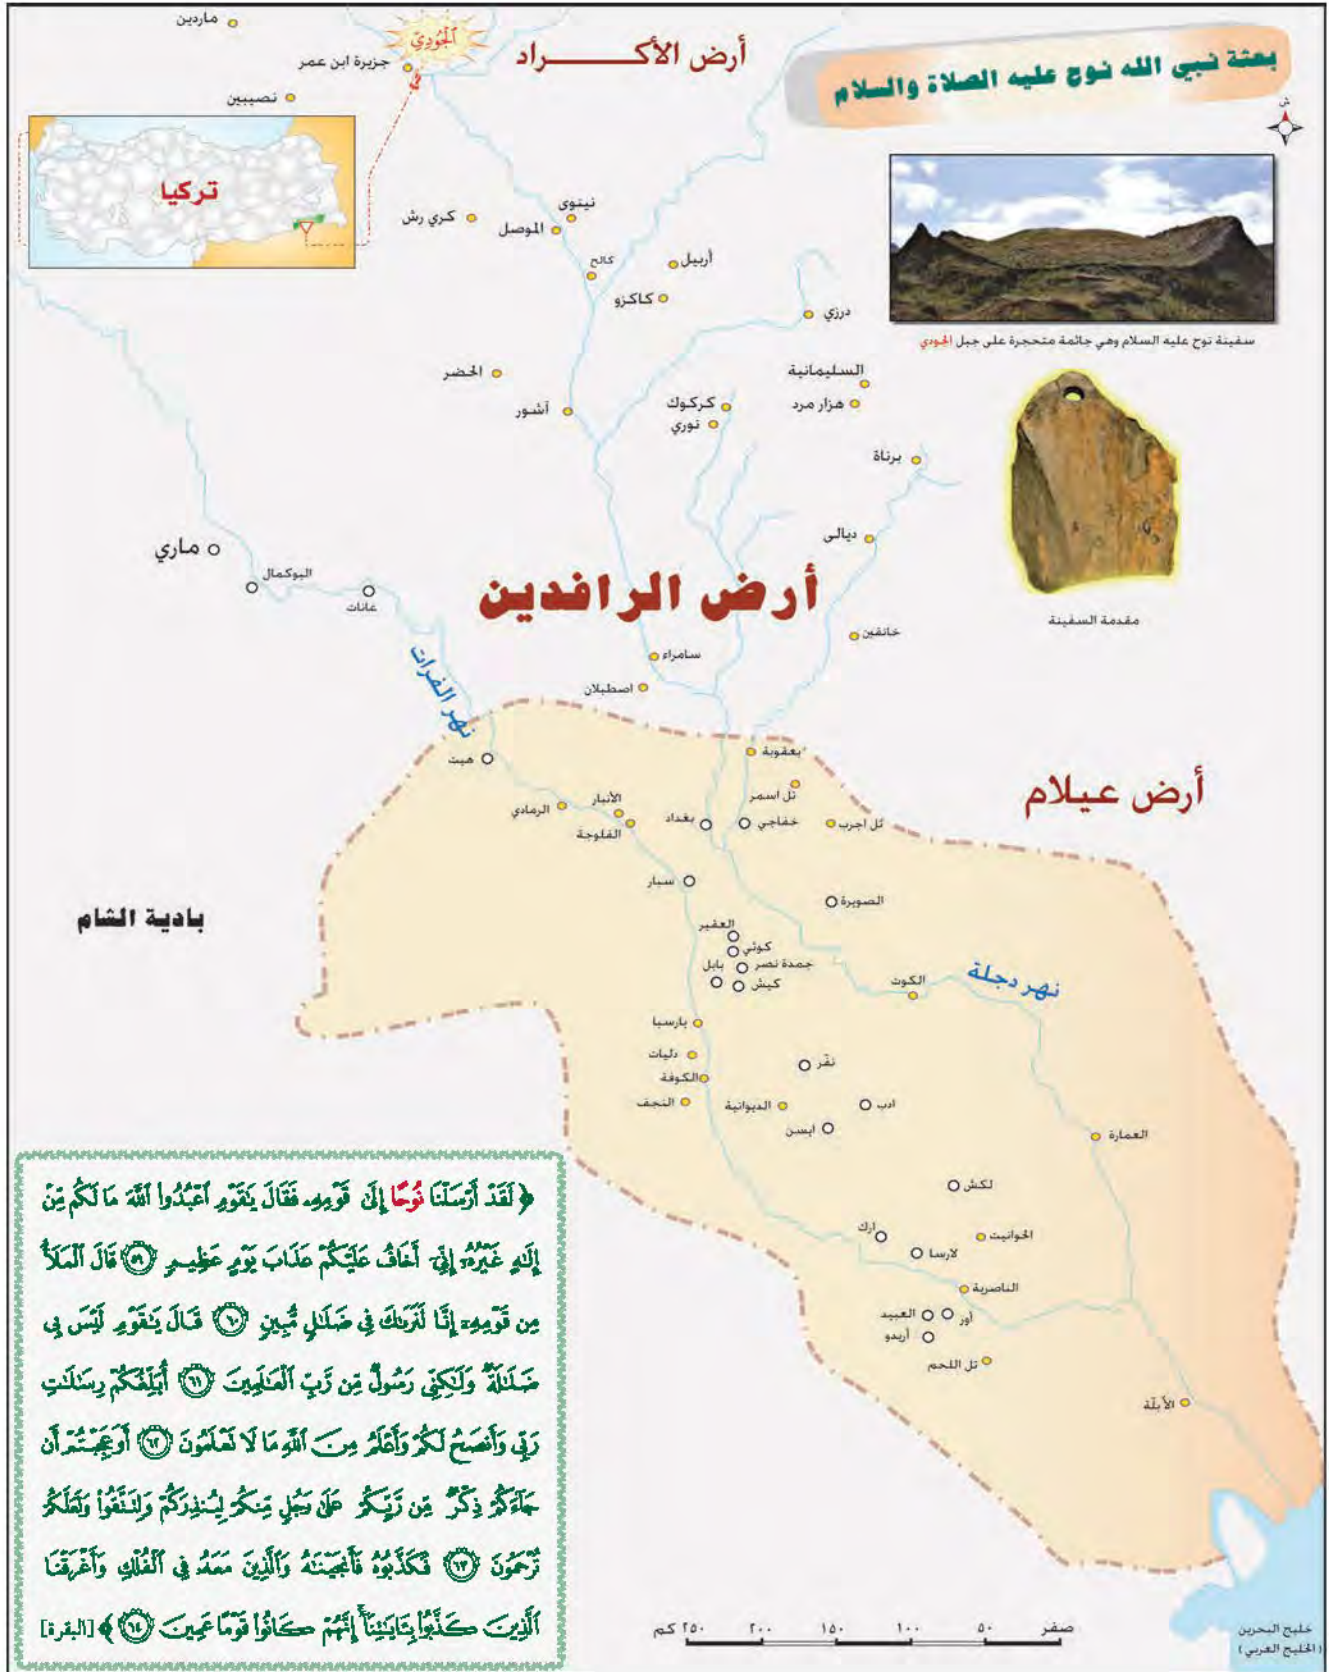 بعثة نبي الله نوح عليه الصلاة والسلام
ش
أرض الأكــــراد
الجُودِيّ
ماردين
جزيرة ابن عمر
نصيبين
تركيا
نينوى
الموصل
كري رش
كالح
أربيل
كاكزو
درزي
سفينة نوح عليه السلام وهي جاثمة متحجرة على جبل الجودي
السليمانية
هزار مرد
الحضر
آشور
كركوك
نوري
برناة
ديالى
ماري
البوكمال
عانات
أرض الرافدين
مقدمة السفينة
خانقين
سامراء
اصطبلان
نهر الفرات
هيت
بعقوبة
تل اسمر
أرض عيلام
الرمادي
الأنبار
الفلوجة
بغداد
خفاجي
تل اجرب
سبار
الصويرة
بادية الشام
العقير
كوثي
جمدة نصر
بابل
كيش
الكوت
نهر دجلة
بارسبا
دلبات
الكوفة
النجف
نفّر
الديوانية
ادب
ايسن
العمارة
لكش
ارك
الحوانيت
لارسا
الناصرية
العبيد
أور
أريدو
تل اللحم
الأبلّة
﴿ لَقَدْ أَرْسَلْنَا نُوحًا إِلَىٰ قَوْمِهِۦ فَقَالَ يَٰقَوْمِ ٱعْبُدُوا۟ ٱللَّهَ مَا لَكُم مِّنْ
إِلَٰهٍ غَيْرُهُۥٓ إِنِّىٓ أَخَافُ عَلَيْكُمْ عَذَابَ يَوْمٍ عَظِيمٍ ٥٩ قَالَ ٱلْمَلَأُ
مِن قَوْمِهِۦٓ إِنَّا لَنَرَىٰكَ فِى ضَلَٰلٍ مُّبِينٍ ٦٠ قَالَ يَٰقَوْمِ لَيْسَ بِى
ضَلَٰلَةٌ وَلَٰكِنِّى رَسُولٌ مِّن رَّبِّ ٱلْعَٰلَمِينَ ٦١ أُبَلِّغُكُمْ رِسَٰلَٰتِ
رَبِّى وَأَنصَحُ لَكُمْ وَأَعْلَمُ مِنَ ٱللَّهِ مَا لَا تَعْلَمُونَ ٦٢ أَوَعَجِبْتُمْ أَن
جَآءَكُمْ ذِكْرٌ مِّن رَّبِّكُمْ عَلَىٰ رَجُلٍ مِّنكُمْ لِيُنذِرَكُمْ وَلِتَتَّقُوا۟ وَلَعَلَّكُمْ
تُرْحَمُونَ ٦٣ فَكَذَّبُوهُ فَأَنجَيْنَٰهُ وَٱلَّذِينَ مَعَهُۥ فِى ٱلْفُلْكِ وَأَغْرَقْنَا
ٱلَّذِينَ كَذَّبُوا۟ بِـَٔايَٰتِنَآ إِنَّهُمْ كَانُوا۟ قَوْمًا عَمِينَ ٦٤ ﴾ [البقرة]
صفر ٥٠ ١٠٠ ١٥٠ ٢٠٠ ٢٥٠ كم
خليج البحرين
(الخليج العربي)